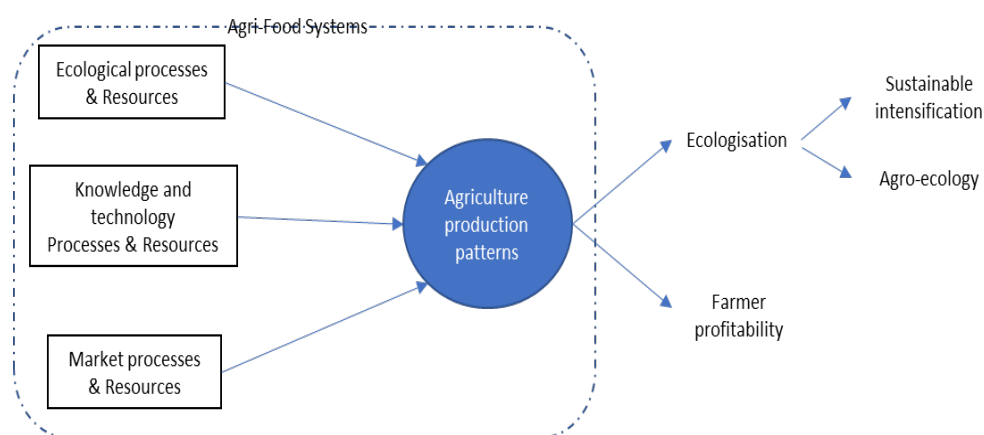 Agri-Food Systems
Ecological processes
& Resources
Knowledge and
technology
Processes & Resources
Market processes
& Resources
Agriculture
production
patterns
Ecologisation
Sustainable
intensification
Agro-ecology
Farmer
profitability